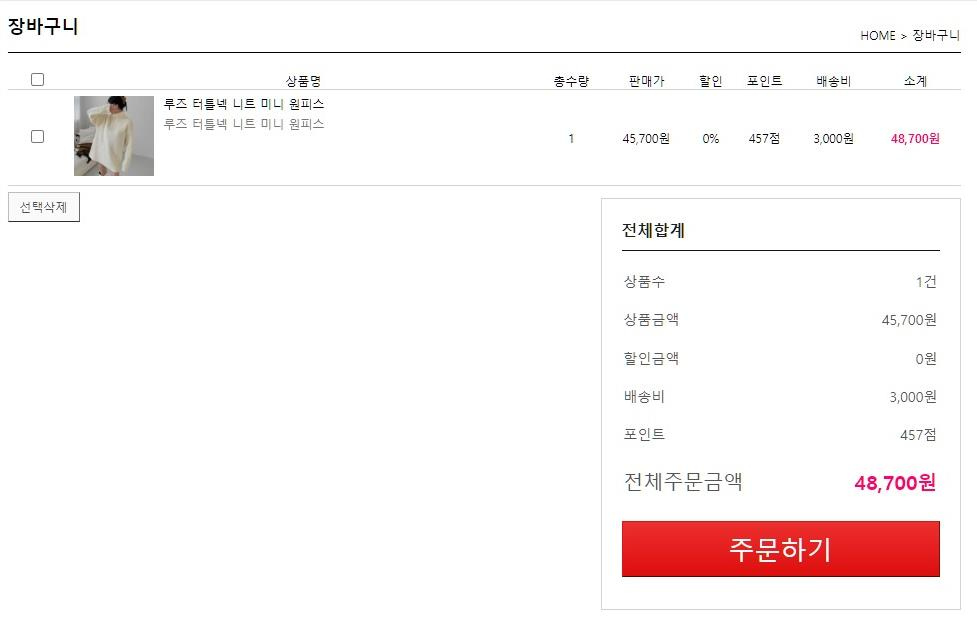 장바구니
HOME > 장바구니
상품명 총수량 판매가 할인 포인트 배송비 소계
루즈 터틀넥 니트 미니 원피스
루즈 터틀넥 니트 미니 원피스
1 45,700원 0% 457점 3,000원 48,700원
선택삭제
전체합계
상품수 1건
상품금액 45,700원
할인금액 0원
배송비 3,000원
포인트 457점
전체주문금액 48,700원
주문하기